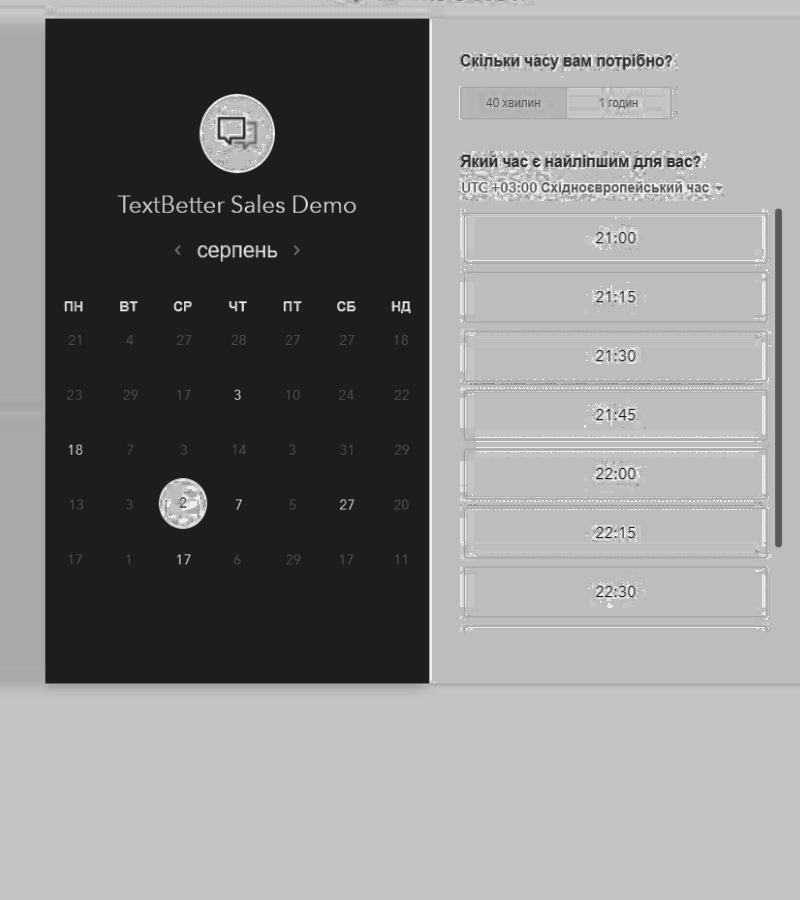 TextBetter Sales Demo
серпень
ПН ВТ СР ЧТ ПТ СБ НД
21 4 27 28 27 27 18
23 29 17 3 10 24 22
18 7 3 14 3 31 29
13 3 2 7 5 27 20
17 1 17 6 29 17 11
Скільки часу вам потрібно?
40 хвилин 1 годин
Який час є найліпшим для вас?
UTC +03:00 Східноєвропейський час
21:00
21:15
21:30
21:45
22:00
22:15
22:30